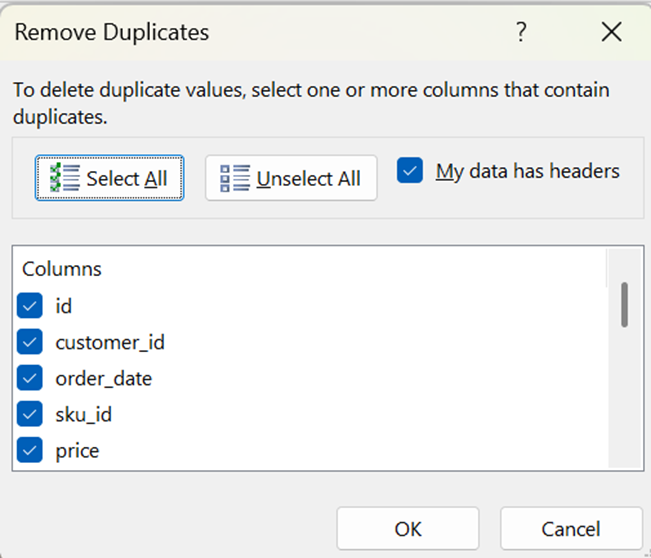 Remove Duplicates ?
To delete duplicate values, select one or more columns that contain
duplicates.
Select All Unselect All My data has headers
Columns
id
customer_id
order_date
sku_id
price
OK Cancel